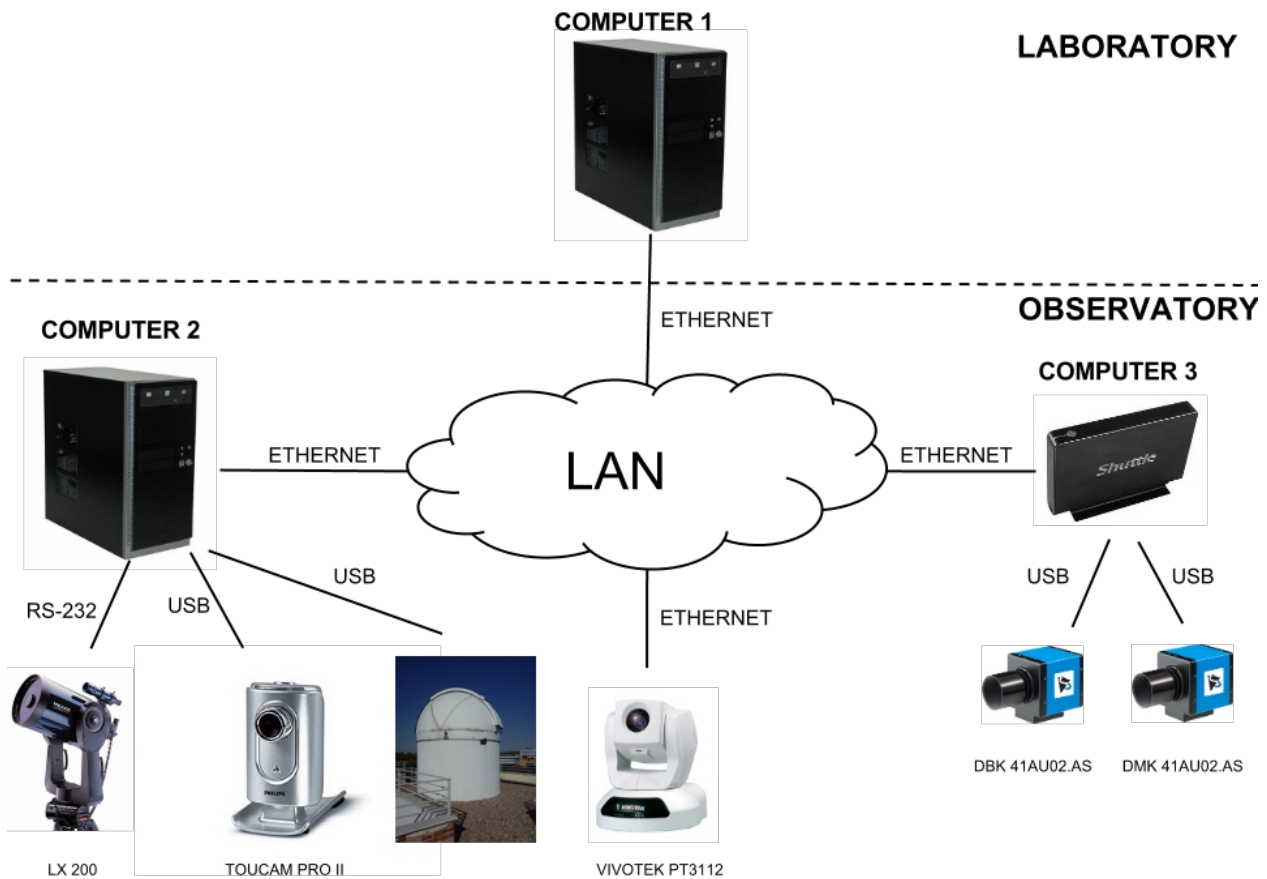 COMPUTER 1
LABORATORY
ETHERNET
OBSERVATORY
COMPUTER 2
COMPUTER 3
ETHERNET
LAN
ETHERNET
Shuttle
RS-232
USB
USB
ETHERNET
USB
USB
PHILIPS
LX 200
TOUCAM PRO II
VIVOTEK PT3112
DBK 41AU02.AS
DMK 41AU02.AS